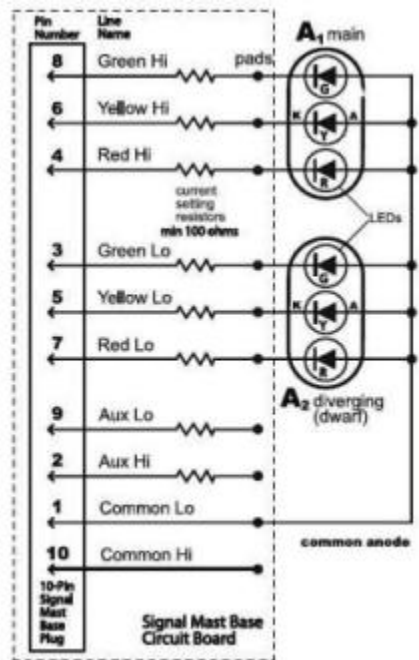 Pin Number
Line Name
8 Green Hi pads
A1 main
G
6 Yellow Hi K Y A
4 Red Hi
R
current
setting
resistors
min 100 ohms
LEDs
3 Green Lo
G
5 Yellow Lo K Y A
7 Red Lo
R
A2 diverging
(dwarf)
9 Aux Lo
2 Aux Hi
1 Common Lo
common anode
10 Common Hi
10-Pin
Signal
Mast
Base
Plug
Signal Mast Base
Circuit Board